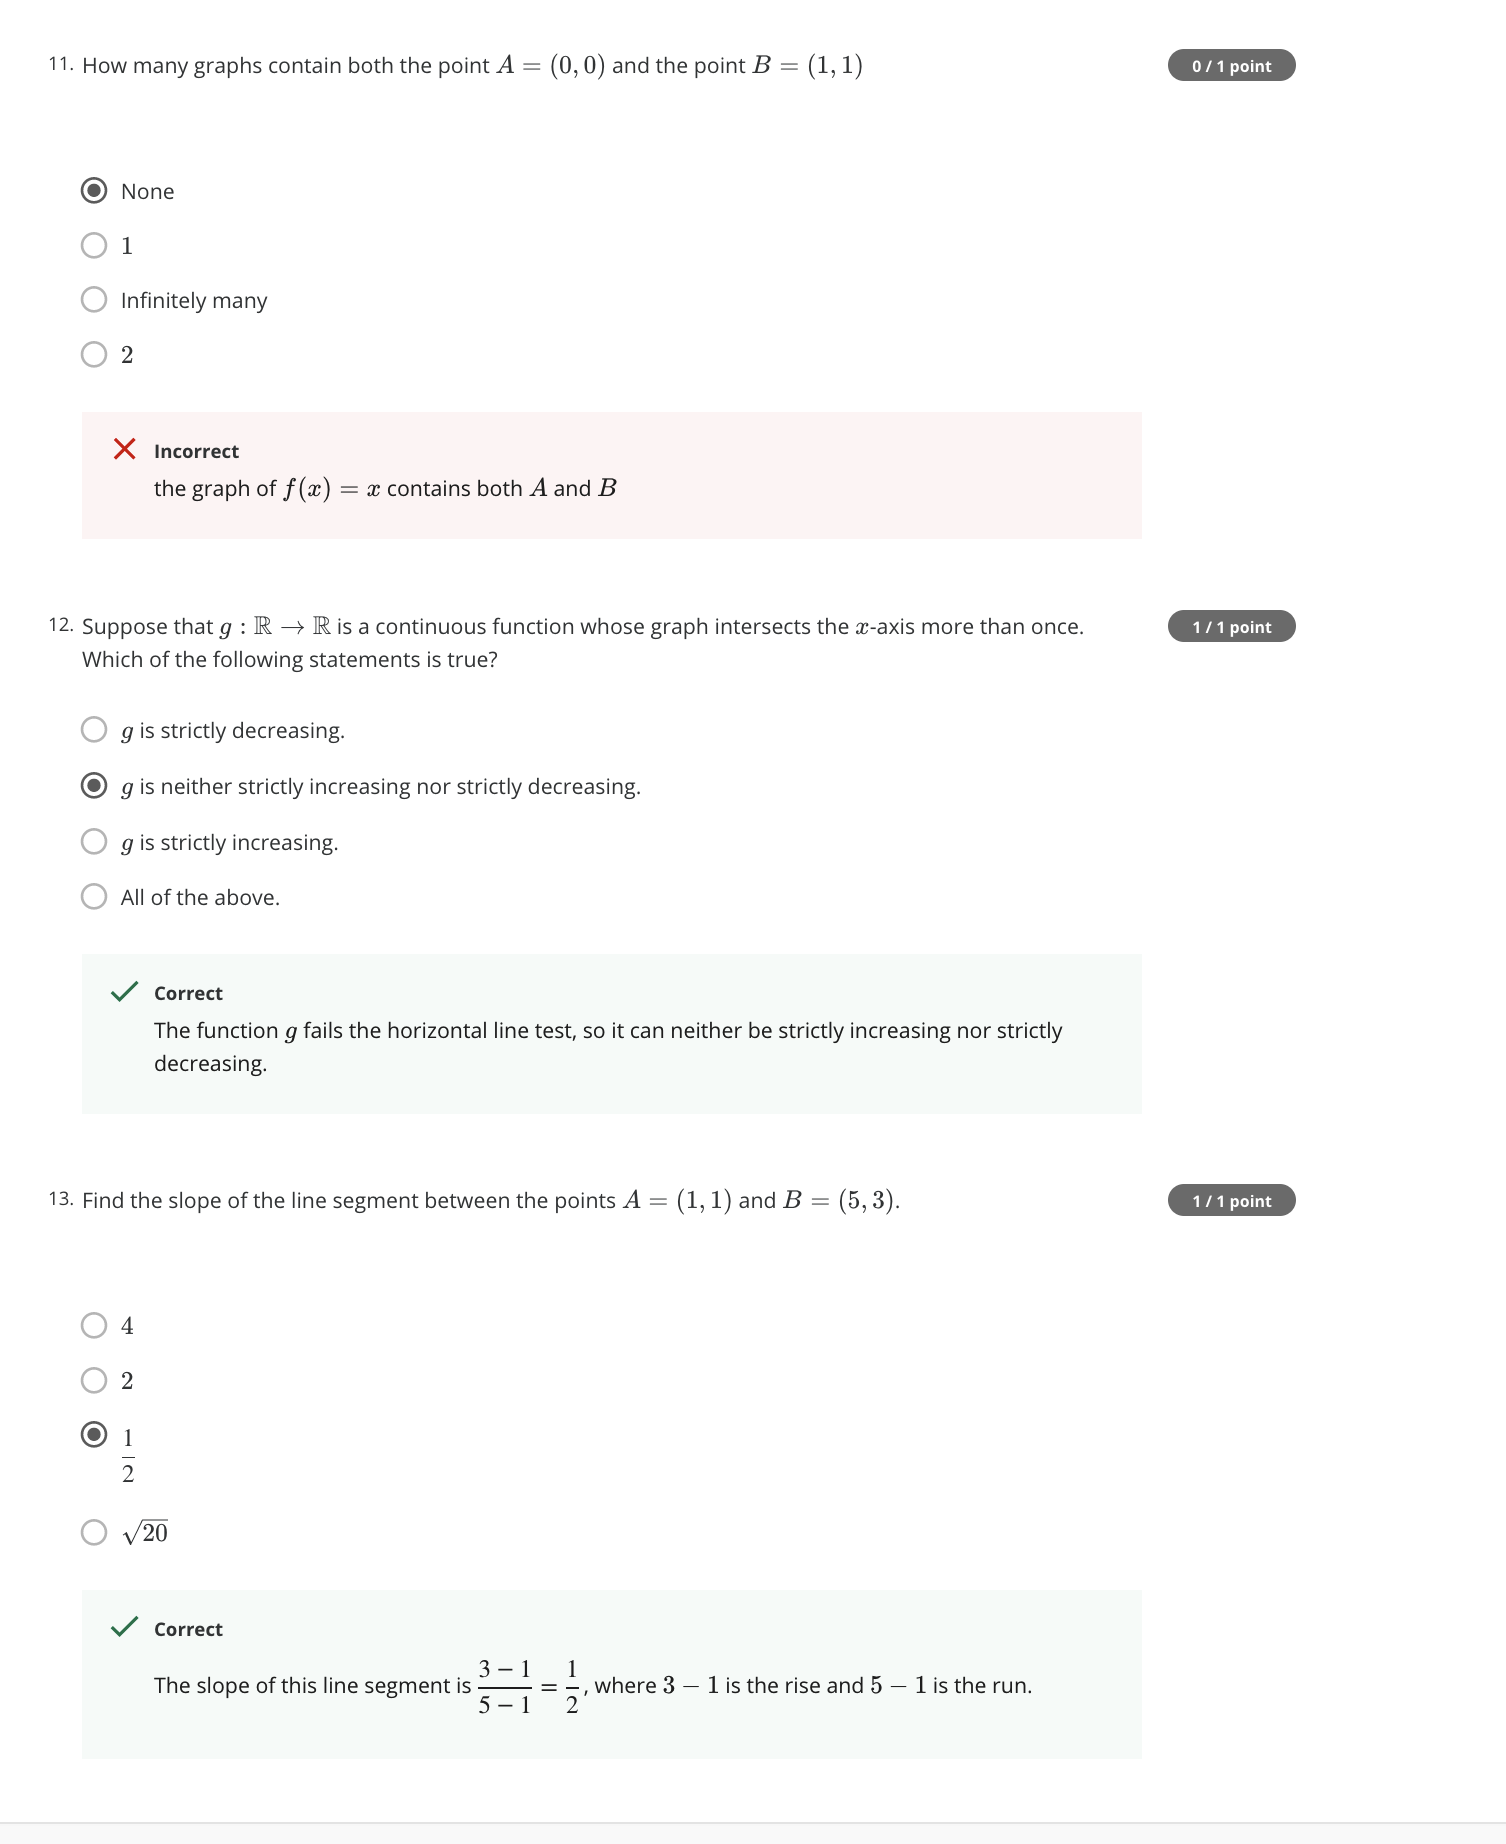 11. How many graphs contain both the point A = (0, 0) and the point B = (1, 1)
0 / 1 point
None
1
Infinitely many
2
Incorrect
the graph of f(x) = x contains both A and B
12. Suppose that g : ℝ → ℝ is a continuous function whose graph intersects the x-axis more than once.
1 / 1 point
Which of the following statements is true?
g is strictly decreasing.
g is neither strictly increasing nor strictly decreasing.
g is strictly increasing.
All of the above.
Correct
The function g fails the horizontal line test, so it can neither be strictly increasing nor strictly
decreasing.
13. Find the slope of the line segment between the points A = (1, 1) and B = (5, 3).
1 / 1 point
4
2
1/2
√20
Correct
The slope of this line segment is (3 − 1)/(5 − 1) = 1/2, where 3 − 1 is the rise and 5 − 1 is the run.